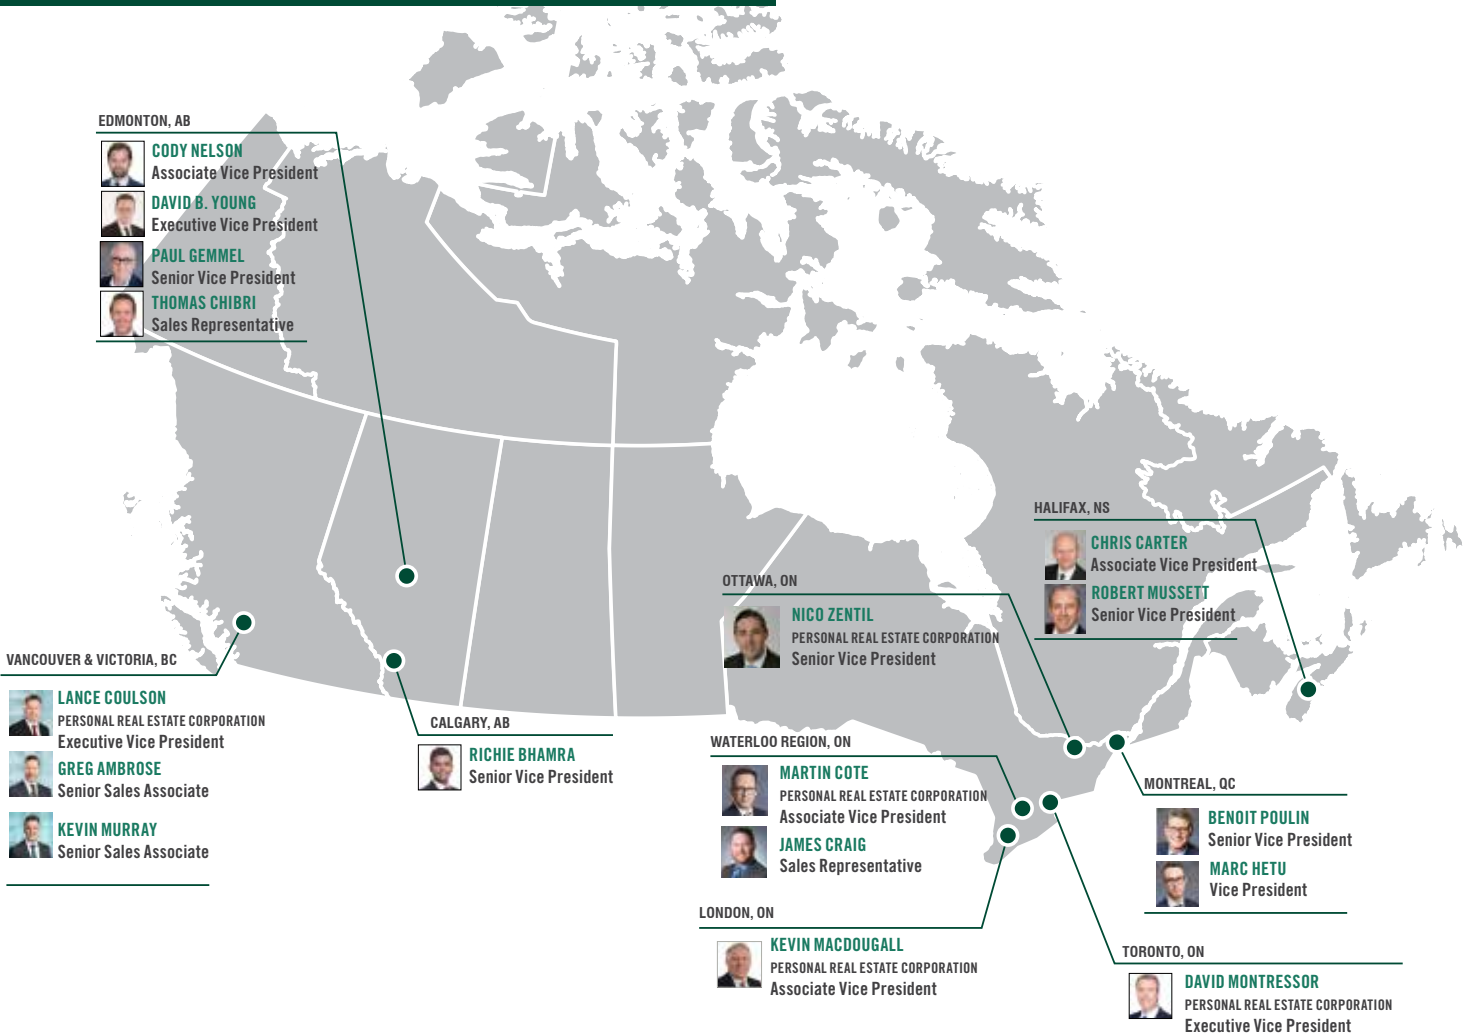 EDMONTON, AB
CODY NELSON
Associate Vice President
DAVID B. YOUNG
Executive Vice President
PAUL GEMMEL
Senior Vice President
THOMAS CHIBRI
Sales Representative
VANCOUVER & VICTORIA, BC
LANCE COULSON
PERSONAL REAL ESTATE CORPORATION
Executive Vice President
GREG AMBROSE
Senior Sales Associate
KEVIN MURRAY
Senior Sales Associate
CALGARY, AB
RICHIE BHAMRA
Senior Vice President
OTTAWA, ON
NICO ZENTIL
PERSONAL REAL ESTATE CORPORATION
Senior Vice President
HALIFAX, NS
CHRIS CARTER
Associate Vice President
ROBERT MUSSETT
Senior Vice President
WATERLOO REGION, ON
MARTIN COTE
PERSONAL REAL ESTATE CORPORATION
Associate Vice President
JAMES CRAIG
Sales Representative
LONDON, ON
KEVIN MACDOUGALL
PERSONAL REAL ESTATE CORPORATION
Associate Vice President
MONTREAL, QC
BENOIT POULIN
Senior Vice President
MARC HETU
Vice President
TORONTO, ON
DAVID MONTRESSOR
PERSONAL REAL ESTATE CORPORATION
Executive Vice President